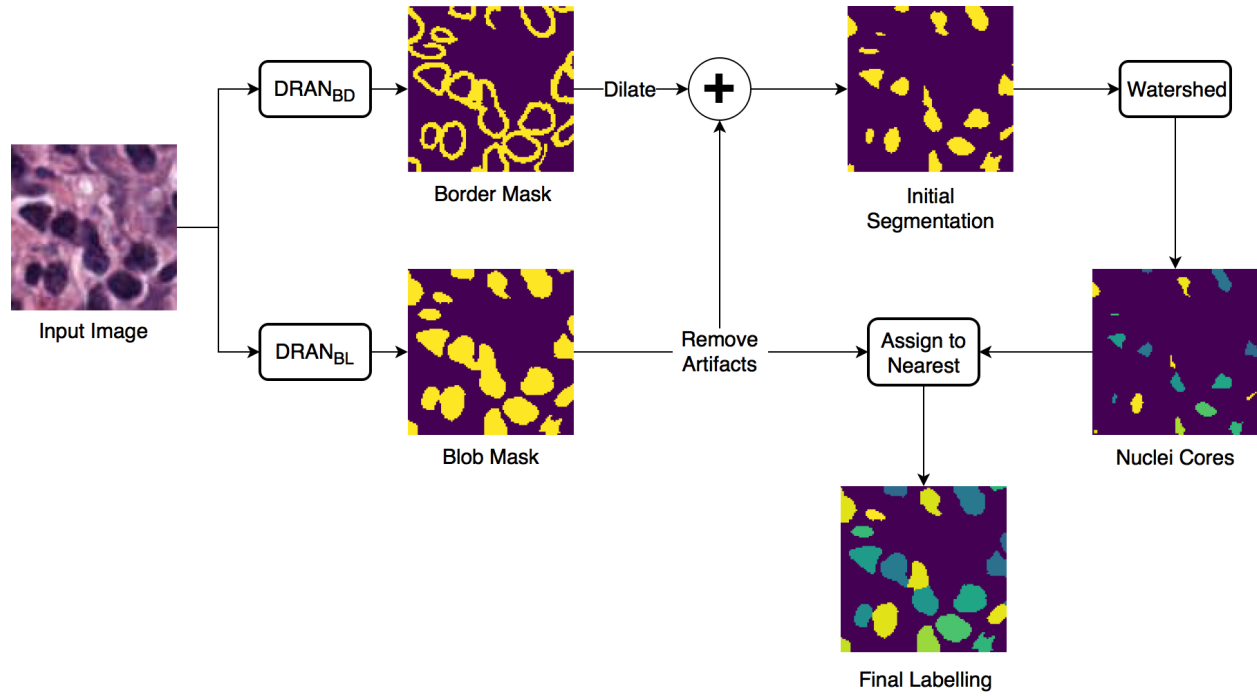 DRAN_BD
Border Mask
Dilate
+
Initial
Segmentation
Watershed
Input Image
DRAN_BL
Blob Mask
Remove
Artifacts
Assign to
Nearest
Nuclei Cores
Final Labelling